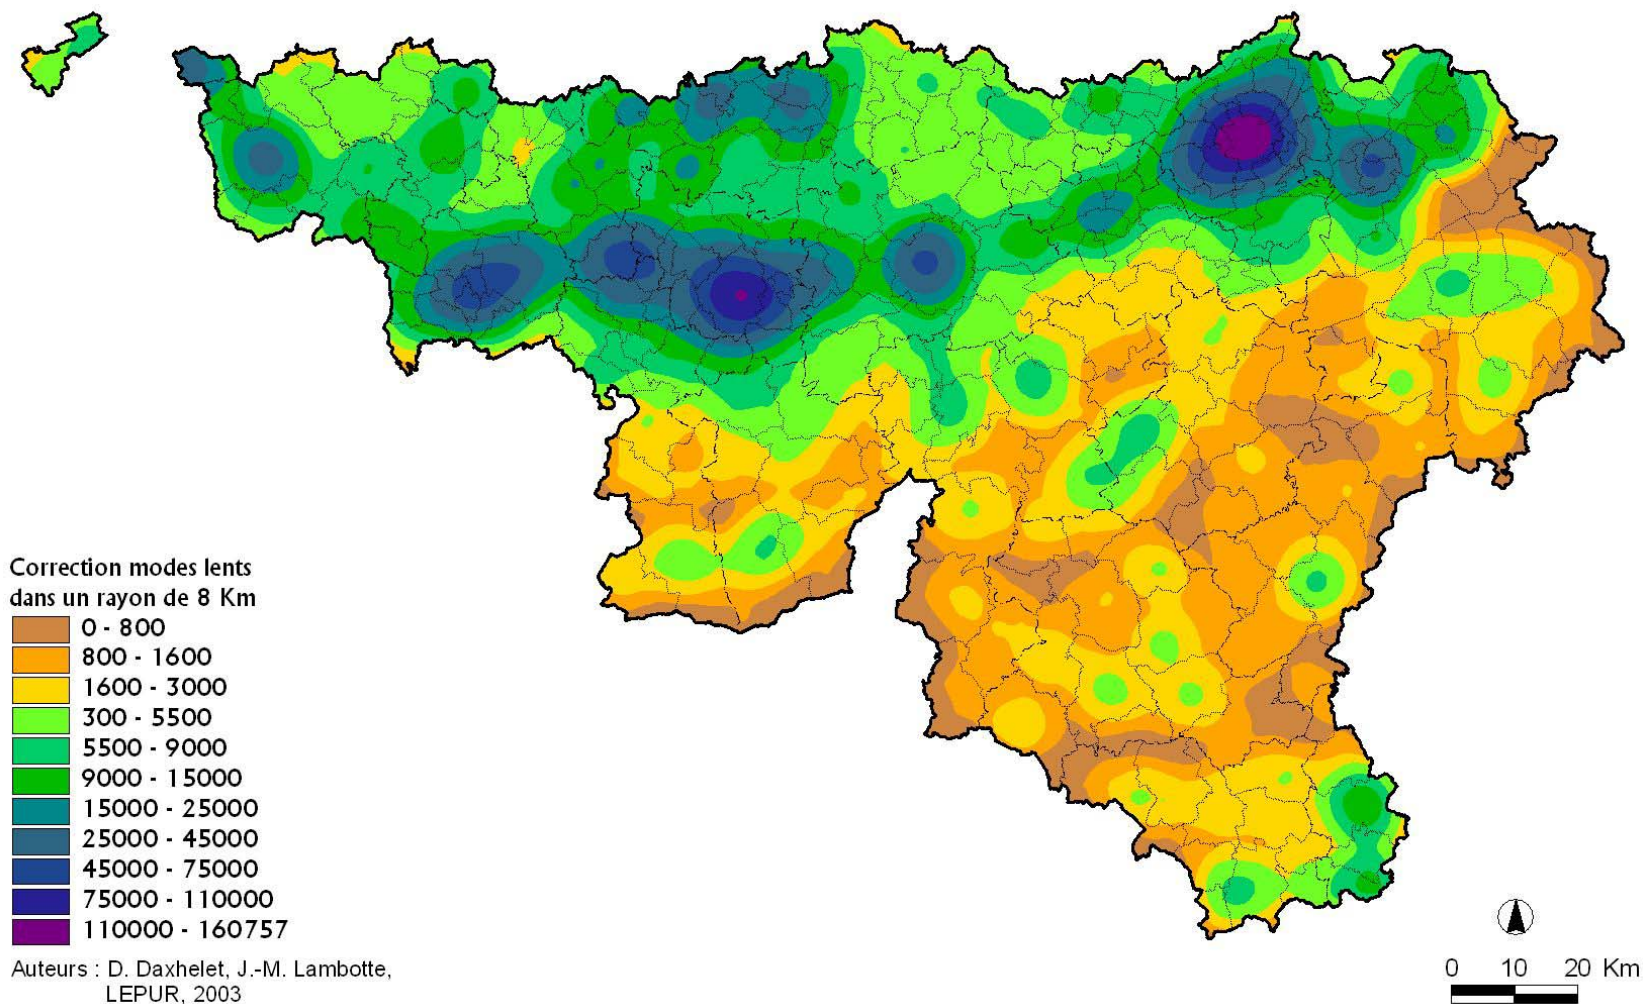 Correction modes lents
dans un rayon de 8 Km
0 - 800
800 - 1600
1600 - 3000
300 - 5500
5500 - 9000
9000 - 15000
15000 - 25000
25000 - 45000
45000 - 75000
75000 - 110000
110000 - 160757
Auteurs : D. Daxhelet, J.-M. Lambotte,
LEPUR, 2003
0 10 20 Km